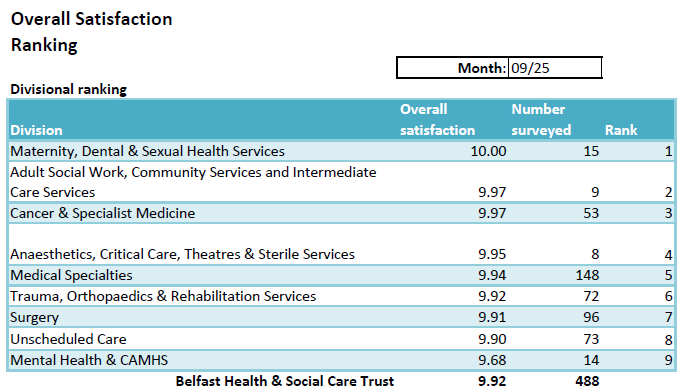 Overall Satisfaction
Ranking
Month: 09/25
Divisional ranking
Overall Number
Division satisfaction surveyed Rank
Maternity, Dental & Sexual Health Services 10.00 15 1
Adult Social Work, Community Services and Intermediate
Care Services 9.97 9 2
Cancer & Specialist Medicine 9.97 53 3
Anaesthetics, Critical Care, Theatres & Sterile Services 9.95 8 4
Medical Specialties 9.94 148 5
Trauma, Orthopaedics & Rehabilitation Services 9.92 72 6
Surgery 9.91 96 7
Unscheduled Care 9.90 73 8
Mental Health & CAMHS 9.68 14 9
Belfast Health & Social Care Trust 9.92 488